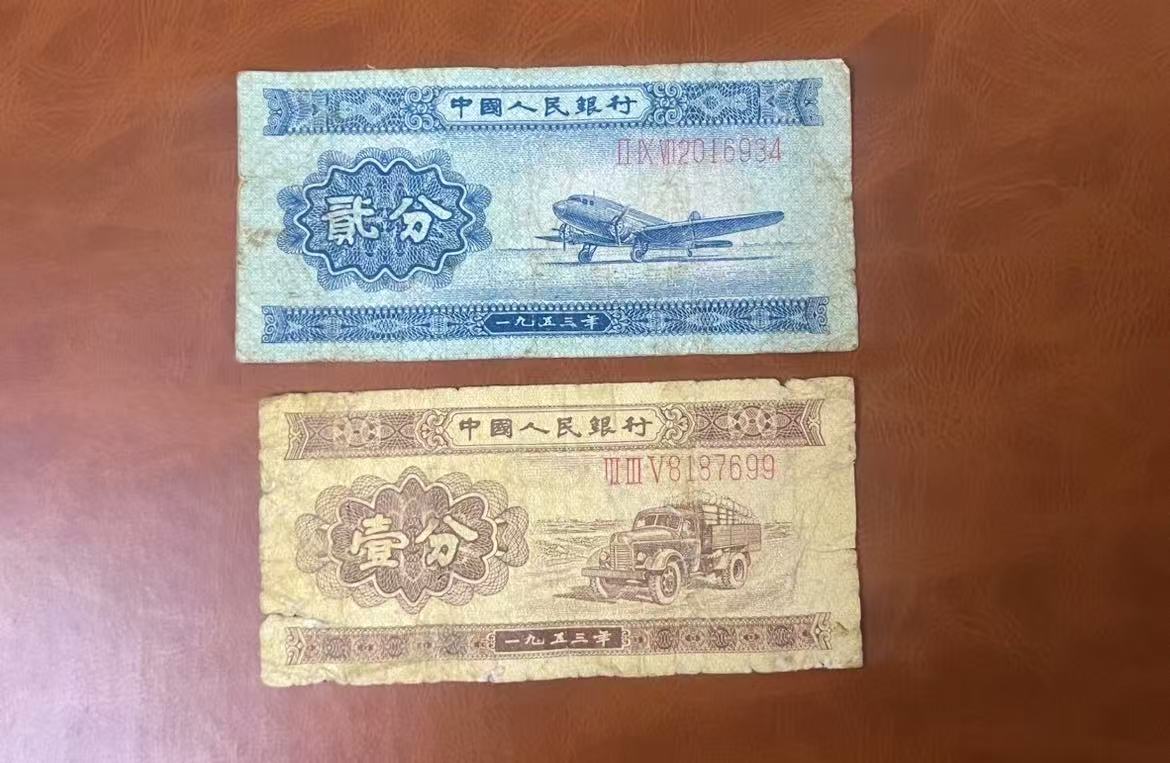 中國人民銀行
ⅡⅨⅦ2016934
貳分
一九五三年
中國人民銀行
ⅢⅢⅤ8187699
壹分
一九五三年